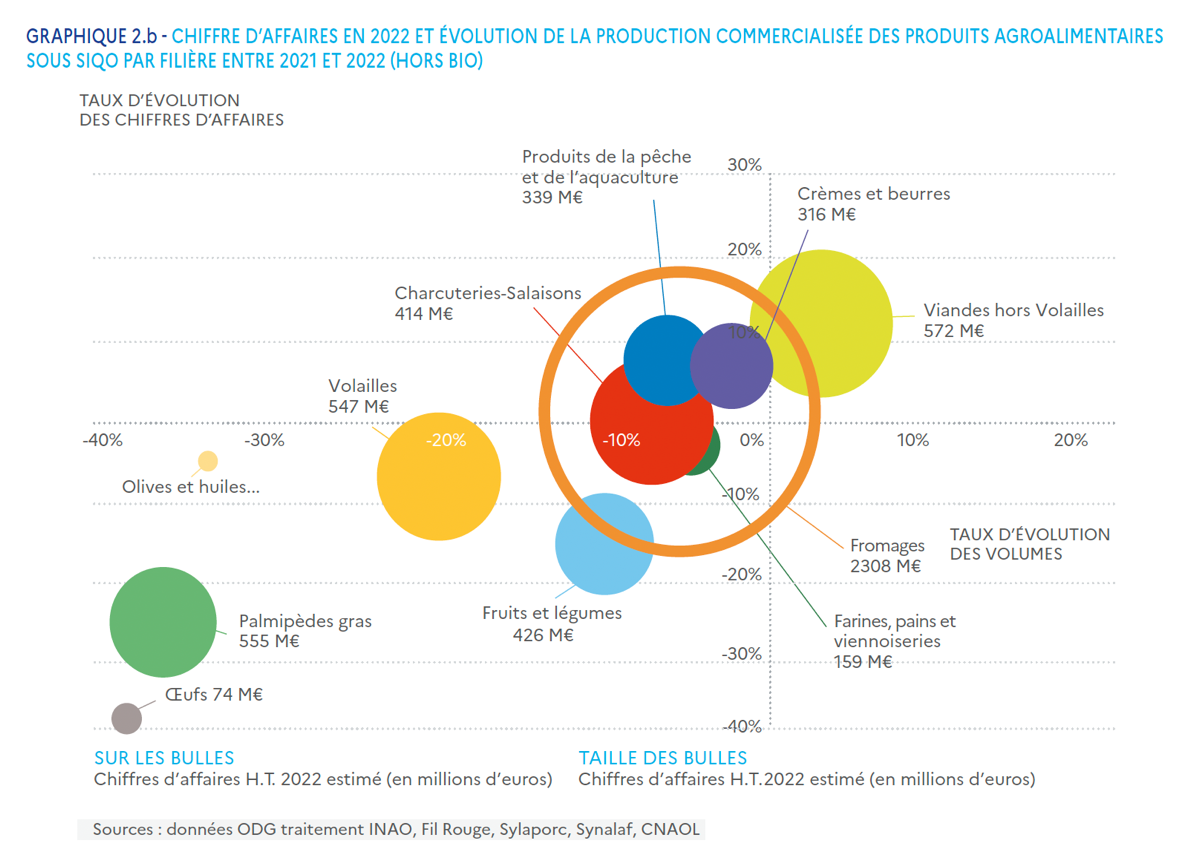 GRAPHIQUE 2.b - CHIFFRE D'AFFAIRES EN 2022 ET ÉVOLUTION DE LA PRODUCTION COMMERCIALISÉE DES PRODUITS AGROALIMENTAIRES
SOUS SIQO PAR FILIÈRE ENTRE 2021 ET 2022 (HORS BIO)
TAUX D'ÉVOLUTION
DES CHIFFRES D'AFFAIRES
Produits de la pêche
et de l'aquaculture
339 M€
30%
Crèmes et beurres
316 M€
20%
Charcuteries-Salaisons
414 M€
Viandes hors Volailles
572 M€
10%
Volailles
547 M€
-40%
-30%
-20%
-10%
0%
10%
20%
Olives et huiles...
-10%
TAUX D'ÉVOLUTION
DES VOLUMES
Fromages
2308 M€
-20%
Fruits et légumes
426 M€
Palmipèdes gras
555 M€
Farines, pains et
viennoiseries
159 M€
-30%
Œufs 74 M€
-40%
SUR LES BULLES
Chiffres d'affaires H.T. 2022 estimé (en millions d'euros)
TAILLE DES BULLES
Chiffres d'affaires H.T.2022 estimé (en millions d'euros)
Sources : données ODG traitement INAO, Fil Rouge, Sylaporc, Synalaf, CNAOL